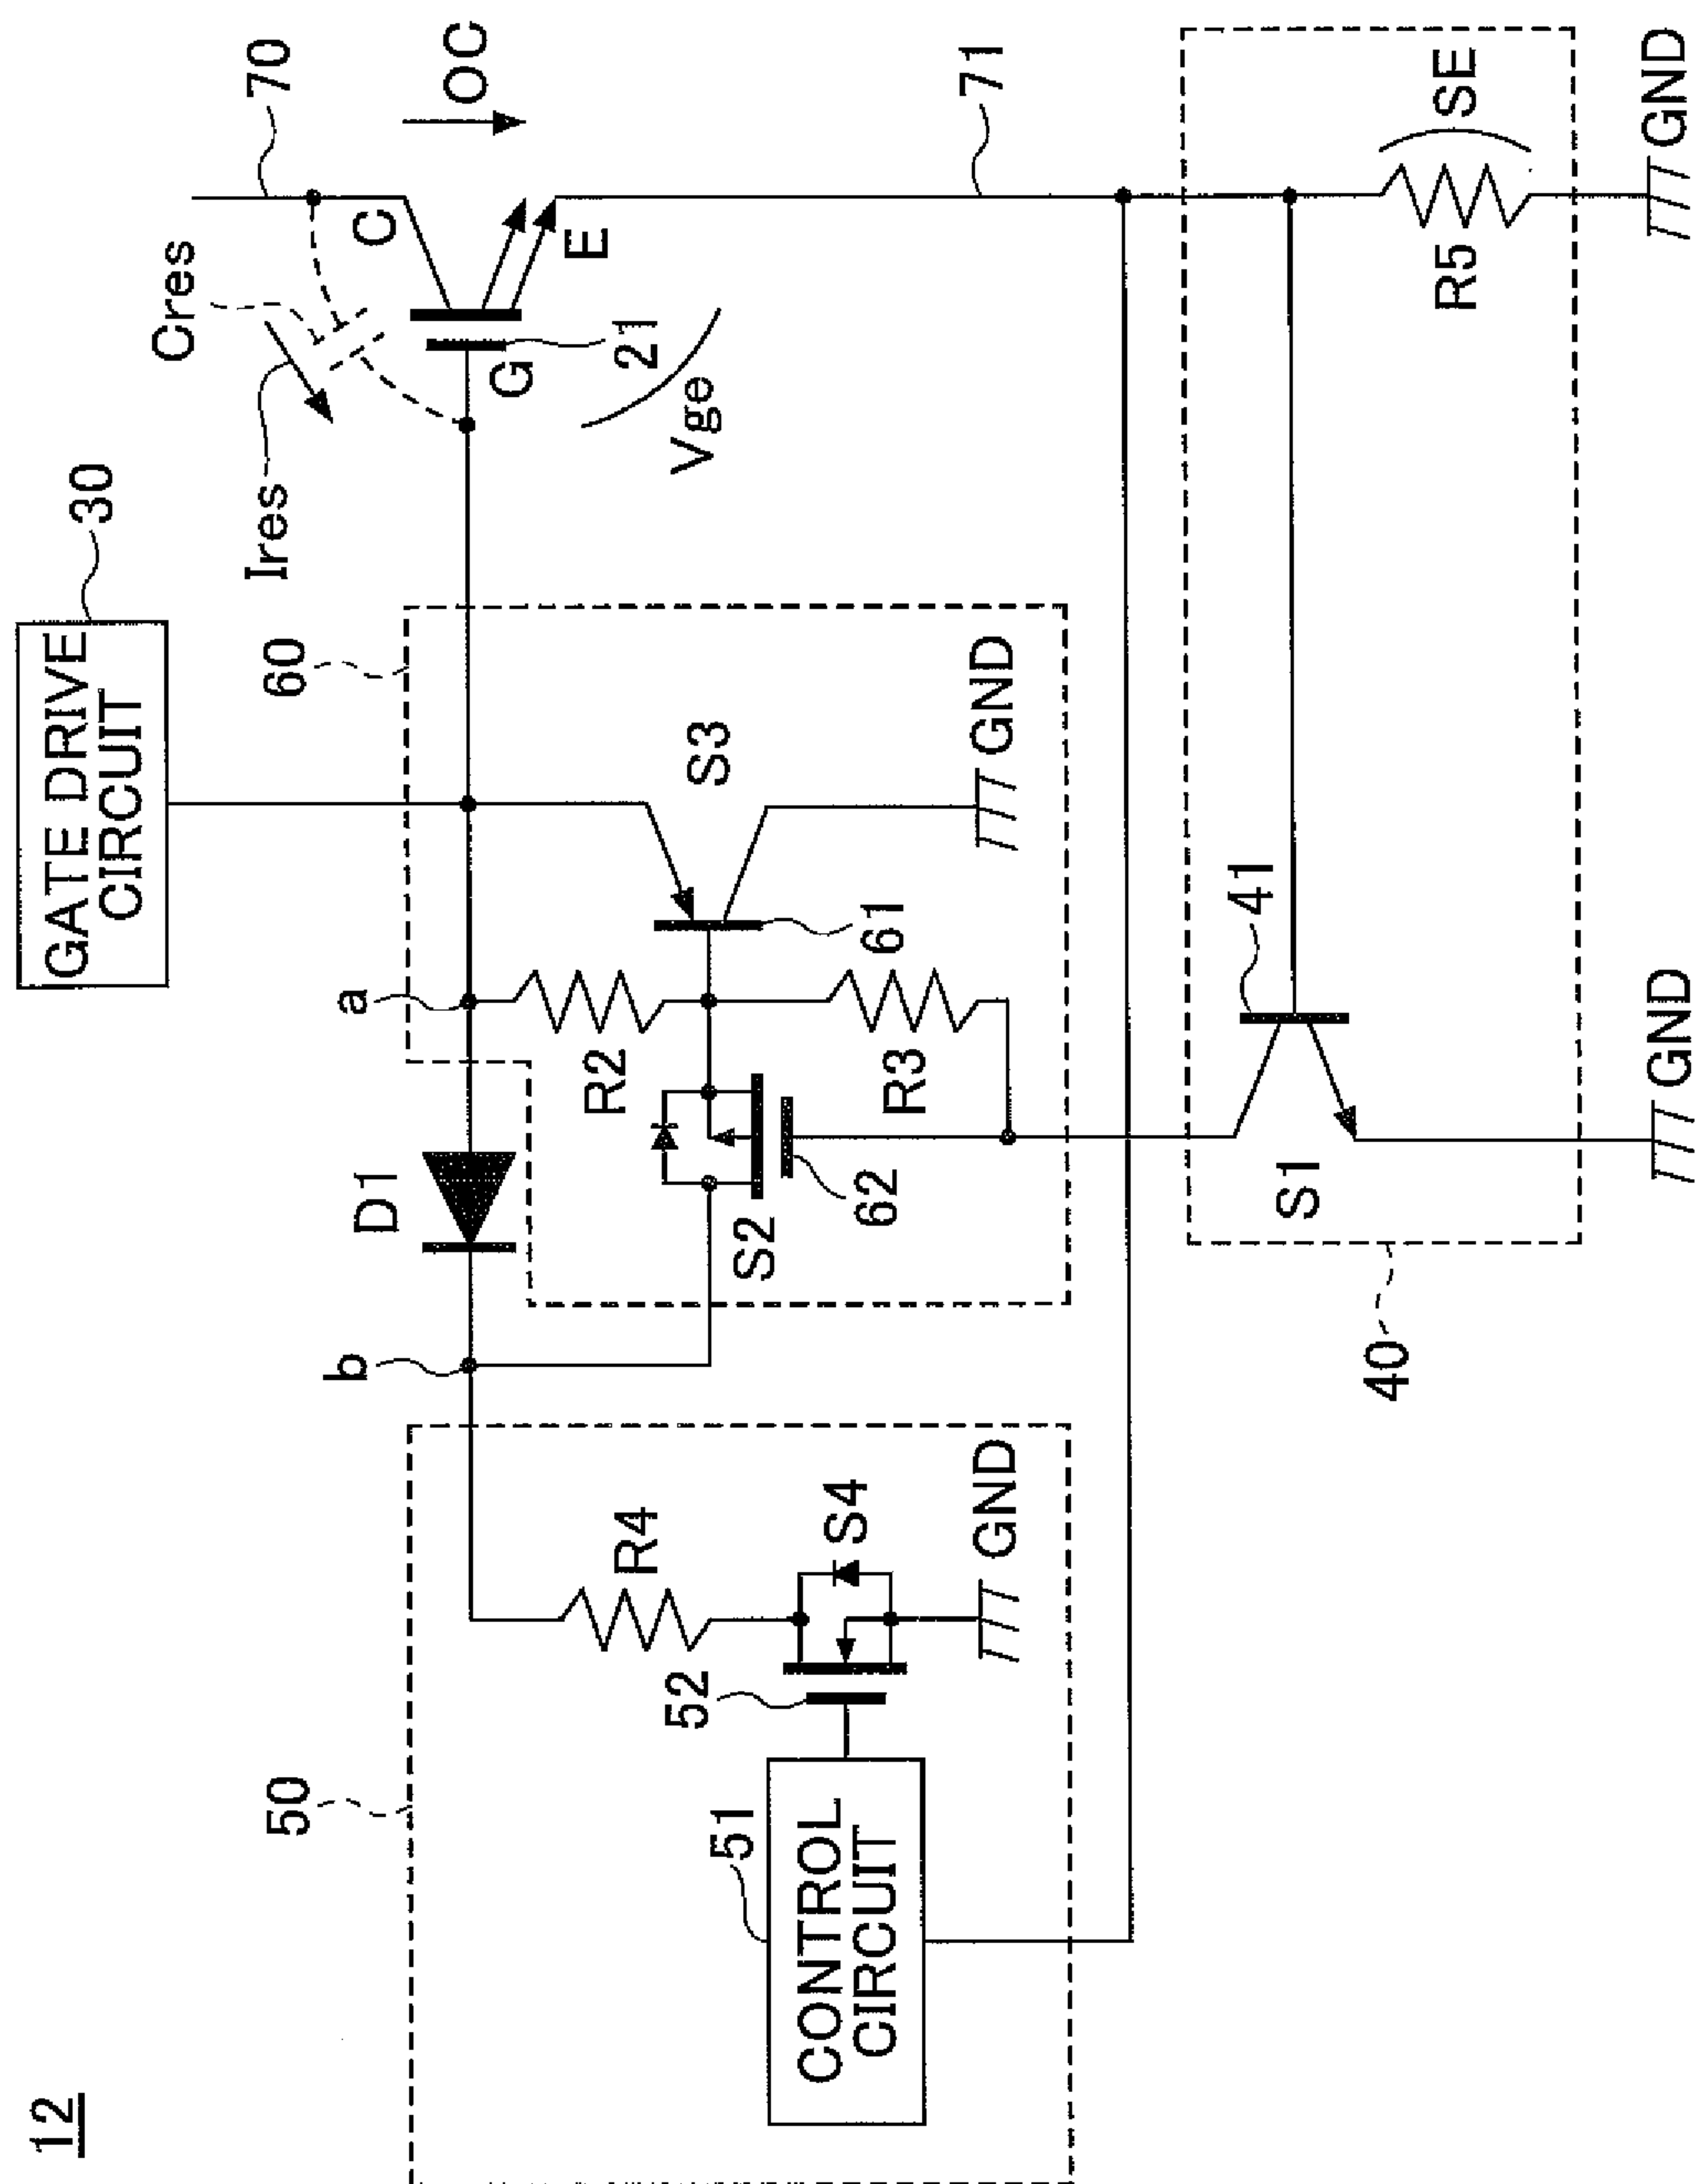 12
GATE DRIVE
CIRCUIT
30
70
OC
C
Cres
Ires
E
G
21
Vge
60
a
D1
b
R2
S3
61
GND
S2
62
R3
50
R4
S4
52
GND
51
CONTROL
CIRCUIT
71
41
S1
GND
40
SE
R5
GND